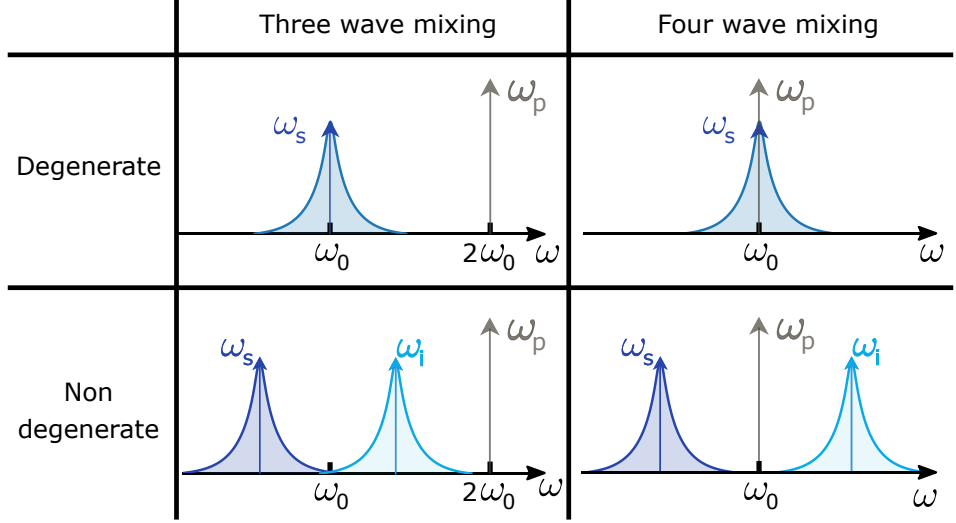 Three wave mixing
Four wave mixing
Degenerate
ωₛ
ωₚ
ω₀
2ω₀
ω
ωₛ
ωₚ
ω₀
ω
Non
degenerate
ωₛ
ωᵢ
ωₚ
ω₀
2ω₀
ω
ωₛ
ωₚ
ωᵢ
ω₀
ω